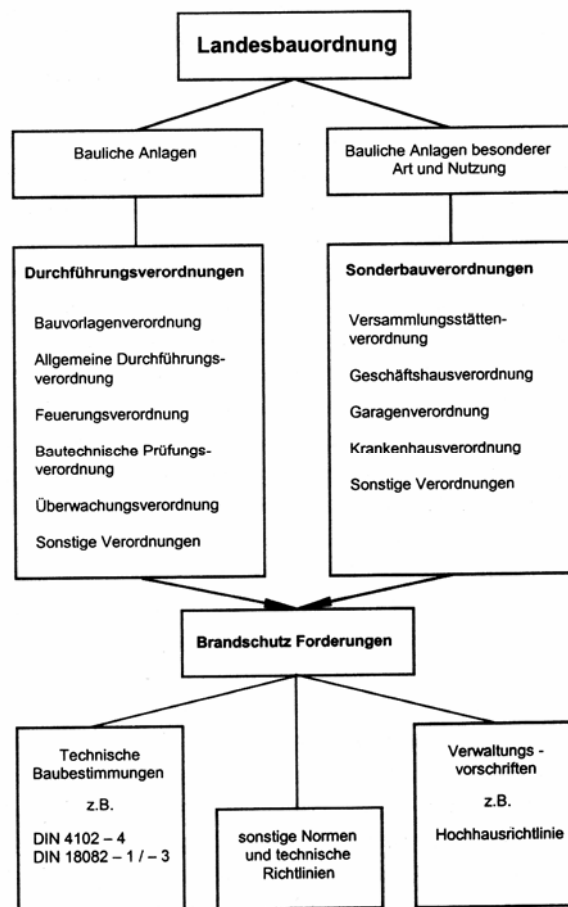 Landesbauordnung
Bauliche Anlagen
Bauliche Anlagen besonderer
Art und Nutzung
Durchführungsverordnungen
Bauvorlagenverordnung
Allgemeine Durchführungs-
verordnung
Feuerungsverordnung
Bautechnische Prüfungs-
verordnung
Überwachungsverordnung
Sonstige Verordnungen
Sonderbauverordnungen
Versammlungsstätten-
verordnung
Geschäftshausverordnung
Garagenverordnung
Krankenhausverordnung
Sonstige Verordnungen
Brandschutz Forderungen
Technische
Baubestimmungen
z.B.
DIN 4102 – 4
DIN 18082 – 1 / – 3
sonstige Normen
und technische
Richtlinien
Verwaltungs -
vorschriften
z.B.
Hochhausrichtlinie